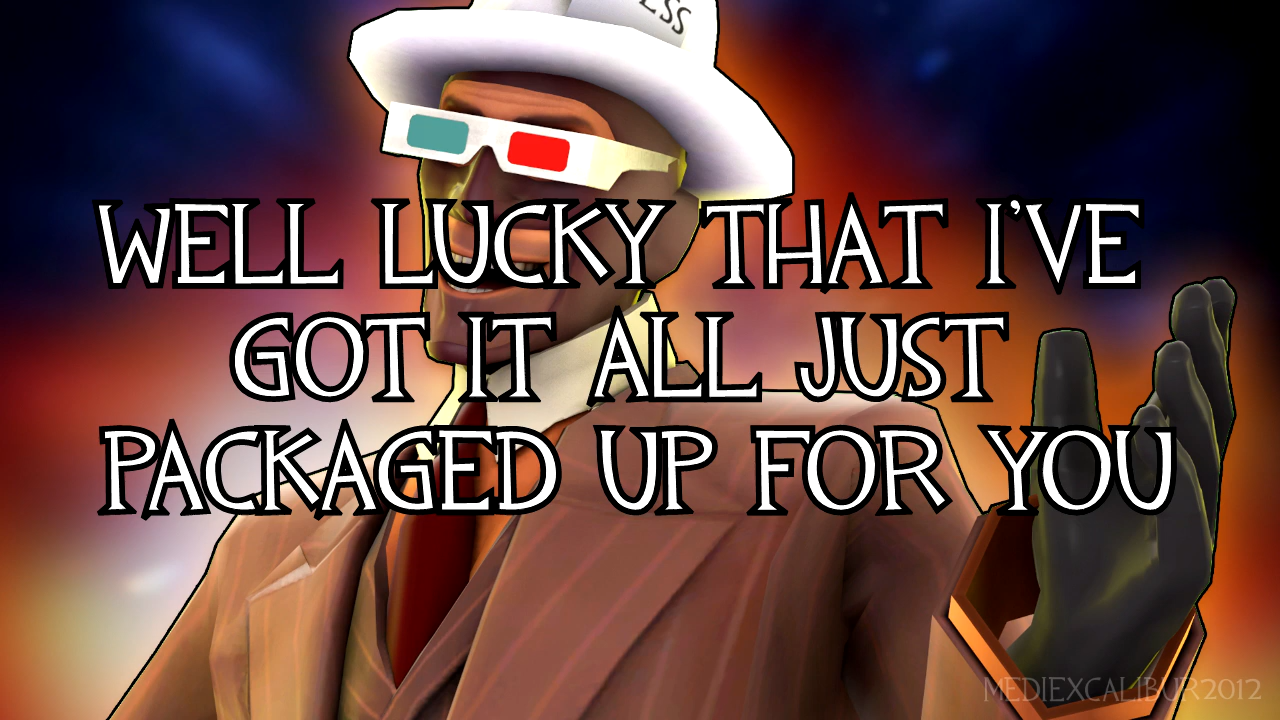 WELL LUCKY THAT I'VE
GOT IT ALL JUST
PACKAGED UP FOR YOU
MEDIEXCALIBUR2012